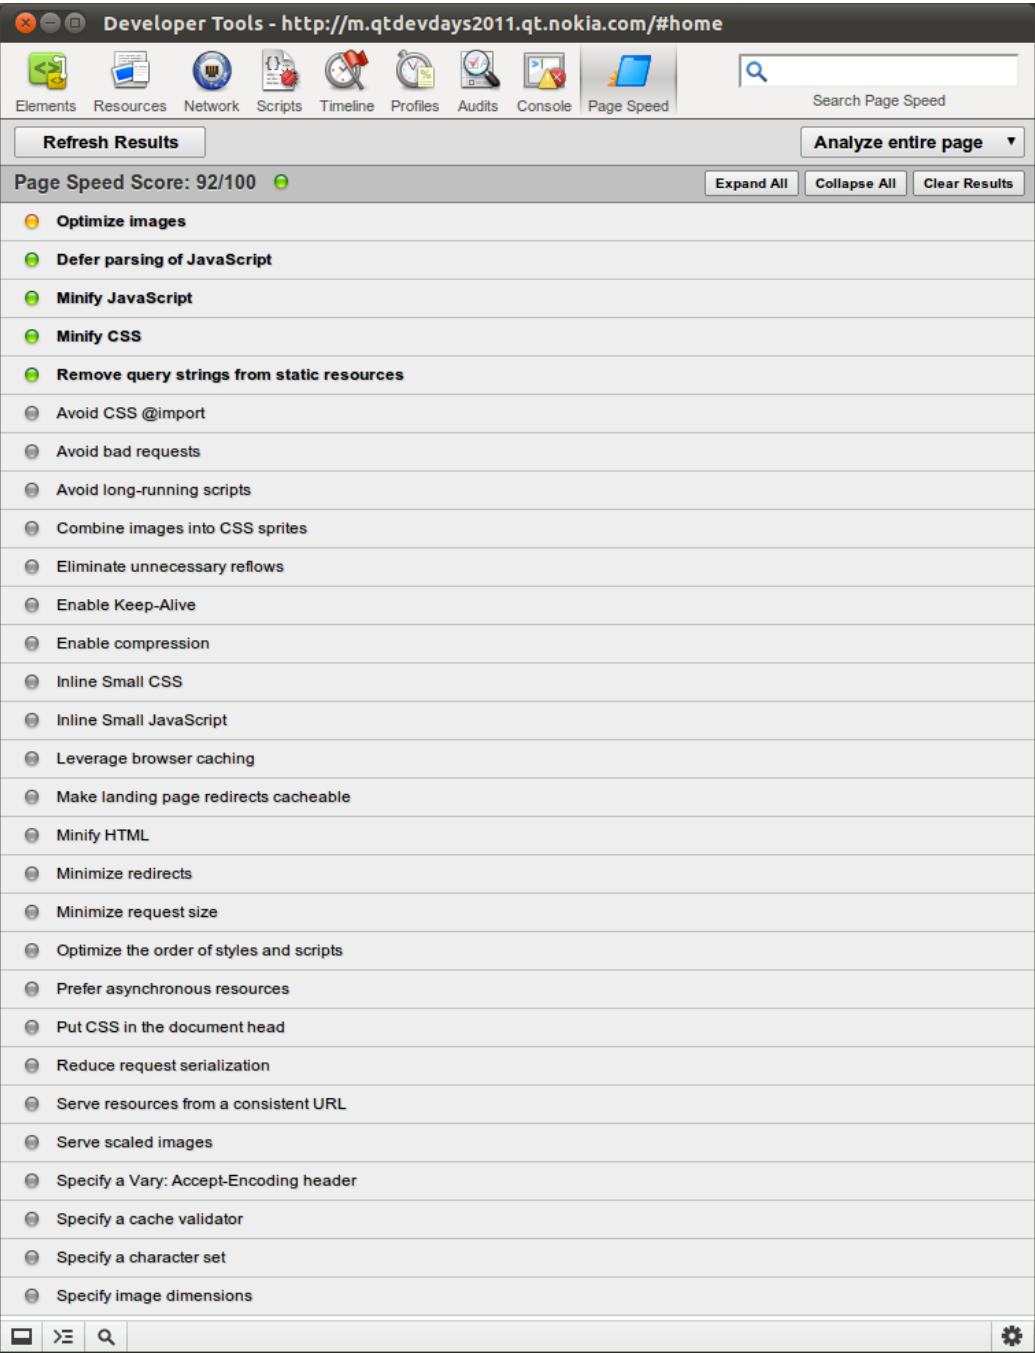 Developer Tools - http://m.qtdevdays2011.qt.nokia.com/#home
Elements Resources Network Scripts Timeline Profiles Audits Console Page Speed Search Page Speed
Refresh Results Analyze entire page
Page Speed Score: 92/100 Expand All Collapse All Clear Results
Optimize images
Defer parsing of JavaScript
Minify JavaScript
Minify CSS
Remove query strings from static resources
Avoid CSS @import
Avoid bad requests
Avoid long-running scripts
Combine images into CSS sprites
Eliminate unnecessary reflows
Enable Keep-Alive
Enable compression
Inline Small CSS
Inline Small JavaScript
Leverage browser caching
Make landing page redirects cacheable
Minify HTML
Minimize redirects
Minimize request size
Optimize the order of styles and scripts
Prefer asynchronous resources
Put CSS in the document head
Reduce request serialization
Serve resources from a consistent URL
Serve scaled images
Specify a Vary: Accept-Encoding header
Specify a cache validator
Specify a character set
Specify image dimensions